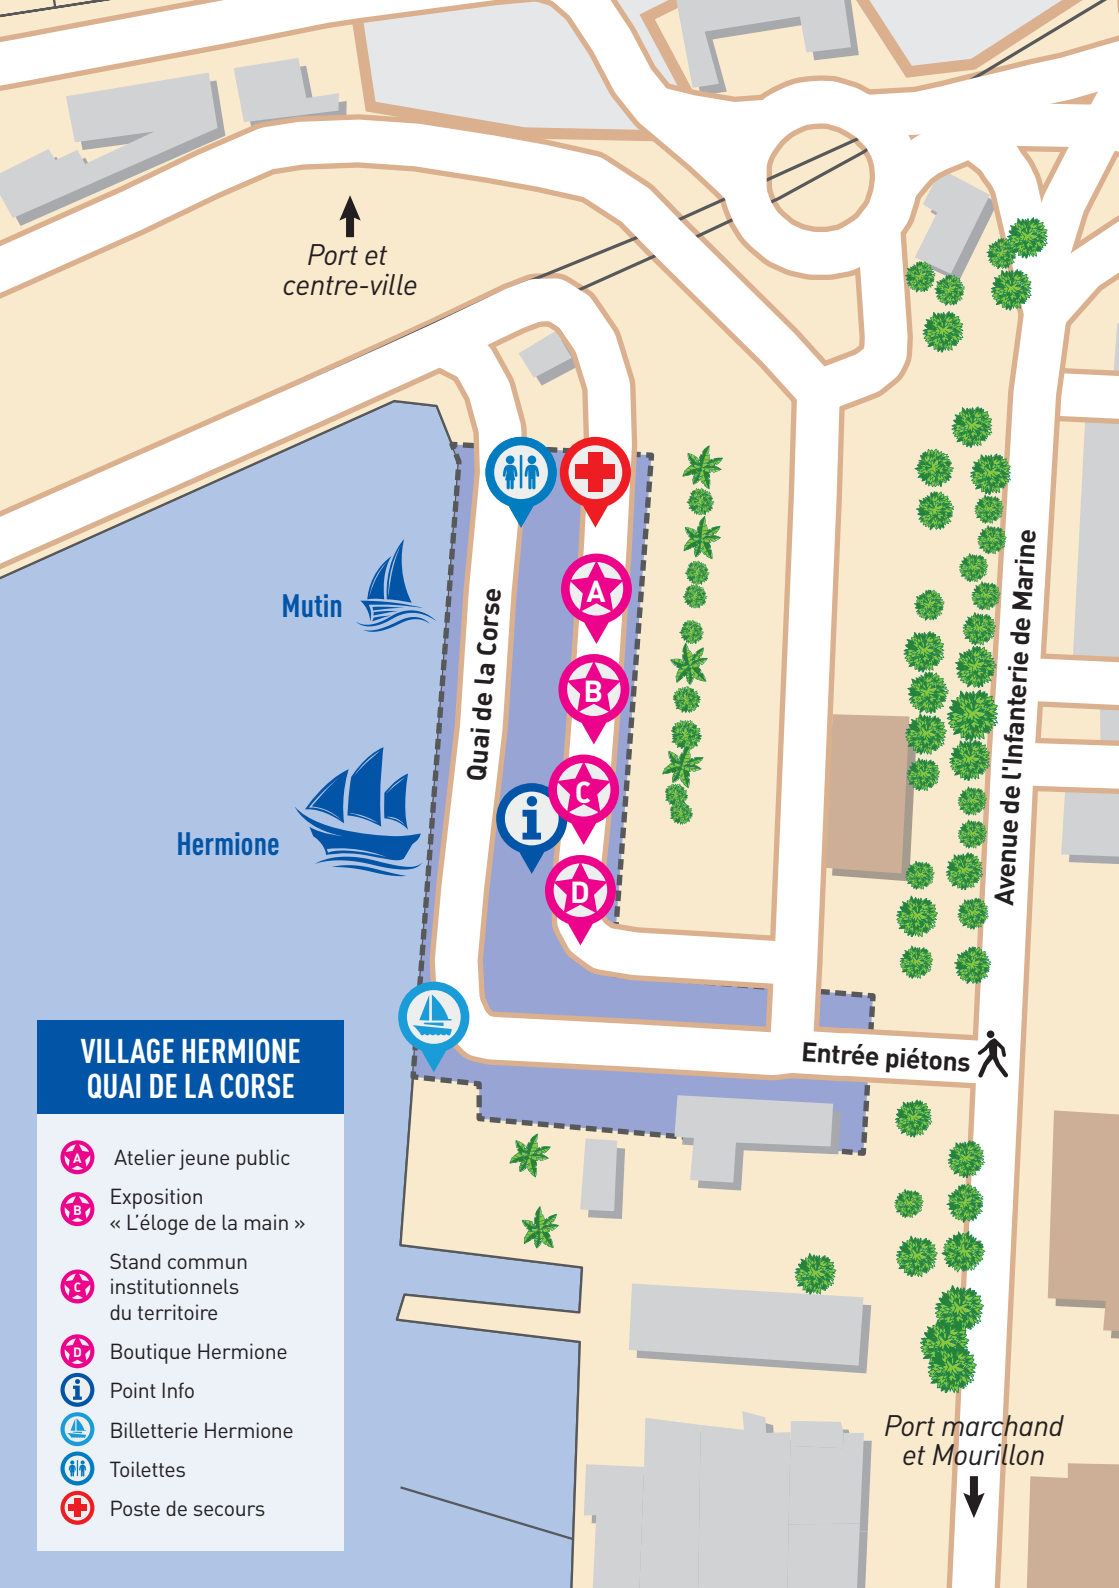 Port et
centre-ville
Mutin
Quai de la Corse
A
B
C
D
Hermione
Avenue de l'Infanterie de Marine
Entrée piétons
VILLAGE HERMIONE
QUAI DE LA CORSE
A Atelier jeune public
B Exposition
« L'éloge de la main »
C Stand commun
institutionnels
du territoire
D Boutique Hermione
i Point Info
Billetterie Hermione
Toilettes
Poste de secours
Port marchand
et Mourillon